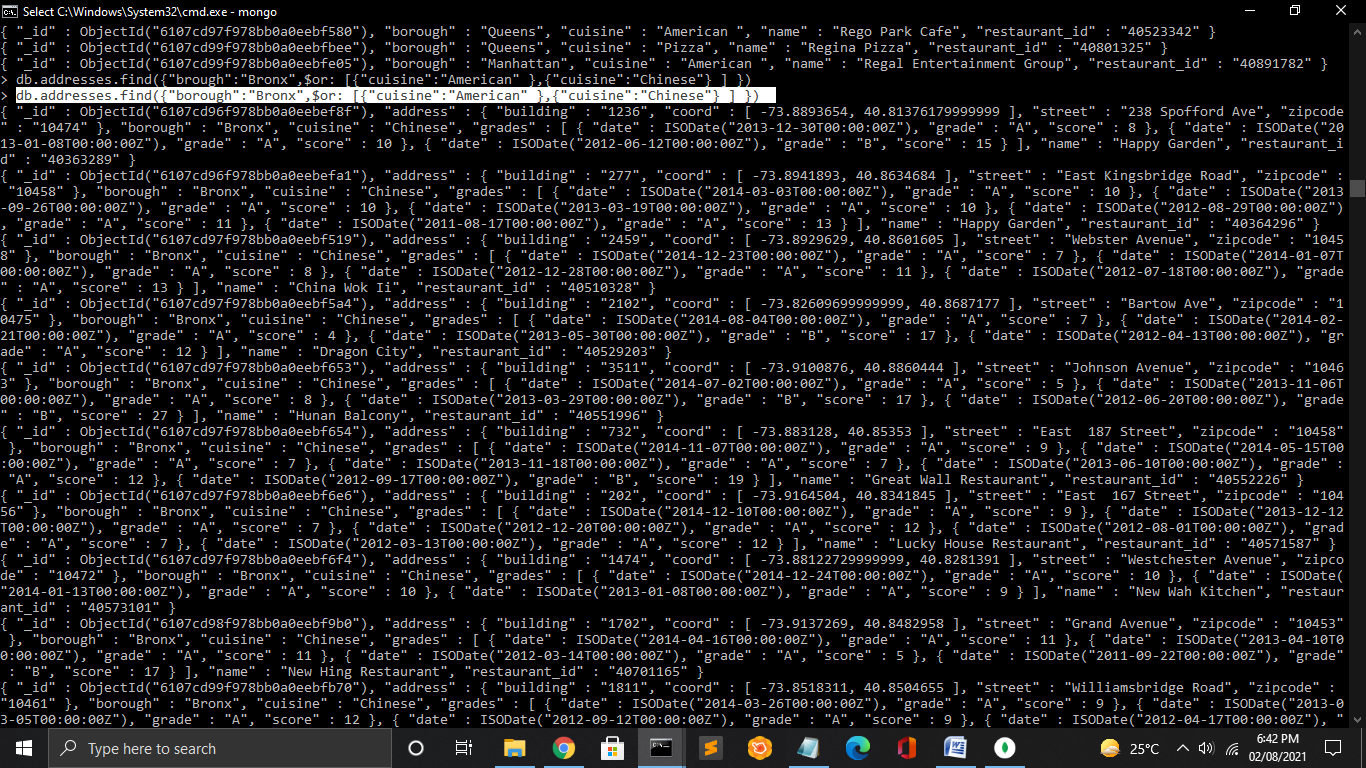 Select C:\Windows\System32\cmd.exe - mongo
{ "_id" : ObjectId("6107cd97f978bb0a0eebf580"), "borough" : "Queens", "cuisine" : "American ", "name" : "Rego Park Cafe", "restaurant_id" : "40523342" }
{ "_id" : ObjectId("6107cd97f978bb0a0eebfbee"), "borough" : "Queens", "cuisine" : "Pizza", "name" : "Regina Pizza", "restaurant_id" : "40801325" }
{ "_id" : ObjectId("6107cd99f978bb0a0eebfe05"), "borough" : "Manhattan", "cuisine" : "American ", "name" : "Regal Entertainment Group", "restaurant_id" : "40891782" }
> db.addresses.find({"brough":"Bronx",$or: [{"cuisine":"American" },{"cuisine":"Chinese"} ] })
> db.addresses.find({"borough":"Bronx",$or: [{"cuisine":"American" },{"cuisine":"Chinese"} ] })
{ "_id" : ObjectId("6107cd96f978bb0a0eebef8f"), "address" : { "building" : "1236", "coord" : [ -73.8893654, 40.81376179999999 ], "street" : "238 Spofford Ave", "zipcode
" : "10474" }, "borough" : "Bronx", "cuisine" : "Chinese", "grades" : [ { "date" : ISODate("2013-12-30T00:00:00Z"), "grade" : "A", "score" : 8 }, { "date" : ISODate("20
13-01-08T00:00:00Z"), "grade" : "A", "score" : 10 }, { "date" : ISODate("2012-06-12T00:00:00Z"), "grade" : "B", "score" : 15 } ], "name" : "Happy Garden", "restaurant_i
d" : "40363289" }
{ "_id" : ObjectId("6107cd96f978bb0a0eebefa1"), "address" : { "building" : "277", "coord" : [ -73.8941893, 40.8634684 ], "street" : "East Kingsbridge Road", "zipcode" :
"10458" }, "borough" : "Bronx", "cuisine" : "Chinese", "grades" : [ { "date" : ISODate("2014-03-03T00:00:00Z"), "grade" : "A", "score" : 10 }, { "date" : ISODate("2013
-09-26T00:00:00Z"), "grade" : "A", "score" : 10 }, { "date" : ISODate("2013-03-19T00:00:00Z"), "grade" : "A", "score" : 10 }, { "date" : ISODate("2012-08-29T00:00:00Z")
, "grade" : "A", "score" : 11 }, { "date" : ISODate("2011-08-17T00:00:00Z"), "grade" : "A", "score" : 13 } ], "name" : "Happy Garden", "restaurant_id" : "40364296" }
{ "_id" : ObjectId("6107cd97f978bb0a0eebf519"), "address" : { "building" : "2459", "coord" : [ -73.8929629, 40.8601605 ], "street" : "Webster Avenue", "zipcode" : "1045
8" }, "borough" : "Bronx", "cuisine" : "Chinese", "grades" : [ { "date" : ISODate("2014-12-23T00:00:00Z"), "grade" : "A", "score" : 7 }, { "date" : ISODate("2014-01-07T
00:00:00Z"), "grade" : "A", "score" : 8 }, { "date" : ISODate("2012-12-28T00:00:00Z"), "grade" : "A", "score" : 11 }, { "date" : ISODate("2012-07-18T00:00:00Z"), "grade
" : "A", "score" : 13 } ], "name" : "China Wok Ii", "restaurant_id" : "40510328" }
{ "_id" : ObjectId("6107cd97f978bb0a0eebf5a4"), "address" : { "building" : "2102", "coord" : [ -73.82609699999999, 40.8687177 ], "street" : "Bartow Ave", "zipcode" : "1
0475" }, "borough" : "Bronx", "cuisine" : "Chinese", "grades" : [ { "date" : ISODate("2014-08-04T00:00:00Z"), "grade" : "A", "score" : 7 }, { "date" : ISODate("2014-02-
21T00:00:00Z"), "grade" : "A", "score" : 4 }, { "date" : ISODate("2013-05-30T00:00:00Z"), "grade" : "B", "score" : 17 }, { "date" : ISODate("2012-04-13T00:00:00Z"), "gr
ade" : "A", "score" : 12 } ], "name" : "Dragon City", "restaurant_id" : "40529203" }
{ "_id" : ObjectId("6107cd97f978bb0a0eebf653"), "address" : { "building" : "3511", "coord" : [ -73.9100876, 40.8860444 ], "street" : "Johnson Avenue", "zipcode" : "1046
3" }, "borough" : "Bronx", "cuisine" : "Chinese", "grades" : [ { "date" : ISODate("2014-07-02T00:00:00Z"), "grade" : "A", "score" : 5 }, { "date" : ISODate("2013-11-06T
00:00:00Z"), "grade" : "A", "score" : 8 }, { "date" : ISODate("2013-03-29T00:00:00Z"), "grade" : "B", "score" : 17 }, { "date" : ISODate("2012-06-20T00:00:00Z"), "grade
" : "B", "score" : 27 } ], "name" : "Hunan Balcony", "restaurant_id" : "40551996" }
{ "_id" : ObjectId("6107cd97f978bb0a0eebf654"), "address" : { "building" : "732", "coord" : [ -73.883128, 40.85353 ], "street" : "East  187 Street", "zipcode" : "10458"
}, "borough" : "Bronx", "cuisine" : "Chinese", "grades" : [ { "date" : ISODate("2014-11-07T00:00:00Z"), "grade" : "A", "score" : 9 }, { "date" : ISODate("2014-05-15T00
:00:00Z"), "grade" : "A", "score" : 7 }, { "date" : ISODate("2013-11-18T00:00:00Z"), "grade" : "A", "score" : 7 }, { "date" : ISODate("2013-06-10T00:00:00Z"), "grade" :
"A", "score" : 12 }, { "date" : ISODate("2012-09-17T00:00:00Z"), "grade" : "B", "score" : 19 } ], "name" : "Great Wall Restaurant", "restaurant_id" : "40552226" }
{ "_id" : ObjectId("6107cd97f978bb0a0eebf6e6"), "address" : { "building" : "202", "coord" : [ -73.9164504, 40.8341845 ], "street" : "East  167 Street", "zipcode" : "104
56" }, "borough" : "Bronx", "cuisine" : "Chinese", "grades" : [ { "date" : ISODate("2014-12-10T00:00:00Z"), "grade" : "A", "score" : 9 }, { "date" : ISODate("2013-12-12
T00:00:00Z"), "grade" : "A", "score" : 7 }, { "date" : ISODate("2012-12-20T00:00:00Z"), "grade" : "A", "score" : 12 }, { "date" : ISODate("2012-08-01T00:00:00Z"), "grad
e" : "A", "score" : 7 }, { "date" : ISODate("2012-03-13T00:00:00Z"), "grade" : "A", "score" : 12 } ], "name" : "Lucky House Restaurant", "restaurant_id" : "40571587" }
{ "_id" : ObjectId("6107cd97f978bb0a0eebf6f4"), "address" : { "building" : "1474", "coord" : [ -73.88122729999999, 40.8281391 ], "street" : "Westchester Avenue", "zipco
de" : "10472" }, "borough" : "Bronx", "cuisine" : "Chinese", "grades" : [ { "date" : ISODate("2014-12-24T00:00:00Z"), "grade" : "A", "score" : 10 }, { "date" : ISODate(
"2014-01-13T00:00:00Z"), "grade" : "A", "score" : 10 }, { "date" : ISODate("2013-01-08T00:00:00Z"), "grade" : "A", "score" : 9 } ], "name" : "New Wah Kitchen", "restaur
ant_id" : "40573101" }
{ "_id" : ObjectId("6107cd98f978bb0a0eebf9b0"), "address" : { "building" : "1702", "coord" : [ -73.9137269, 40.8482958 ], "street" : "Grand Avenue", "zipcode" : "10453"
}, "borough" : "Bronx", "cuisine" : "Chinese", "grades" : [ { "date" : ISODate("2014-04-16T00:00:00Z"), "grade" : "A", "score" : 11 }, { "date" : ISODate("2013-04-10T0
0:00:00Z"), "grade" : "A", "score" : 11 }, { "date" : ISODate("2012-03-14T00:00:00Z"), "grade" : "A", "score" : 5 }, { "date" : ISODate("2011-09-22T00:00:00Z"), "grade"
: "B", "score" : 17 } ], "name" : "New Hing Restaurant", "restaurant_id" : "40701165" }
{ "_id" : ObjectId("6107cd99f978bb0a0eebfb70"), "address" : { "building" : "1811", "coord" : [ -73.8518311, 40.8504655 ], "street" : "Williamsbridge Road", "zipcode" :
"10461" }, "borough" : "Bronx", "cuisine" : "Chinese", "grades" : [ { "date" : ISODate("2014-03-26T00:00:00Z"), "grade" : "A", "score" : 9 }, { "date" : ISODate("2013-0
3-05T00:00:00Z"), "grade" : "A", "score" : 12 }, { "date" : ISODate("2012-09-12T00:00:00Z"), "grade" : "A", "score" : 9 }, { "date" : ISODate("2012-04-17T00:00:00Z"), "
Type here to search
25°C
6:42 PM
02/08/2021